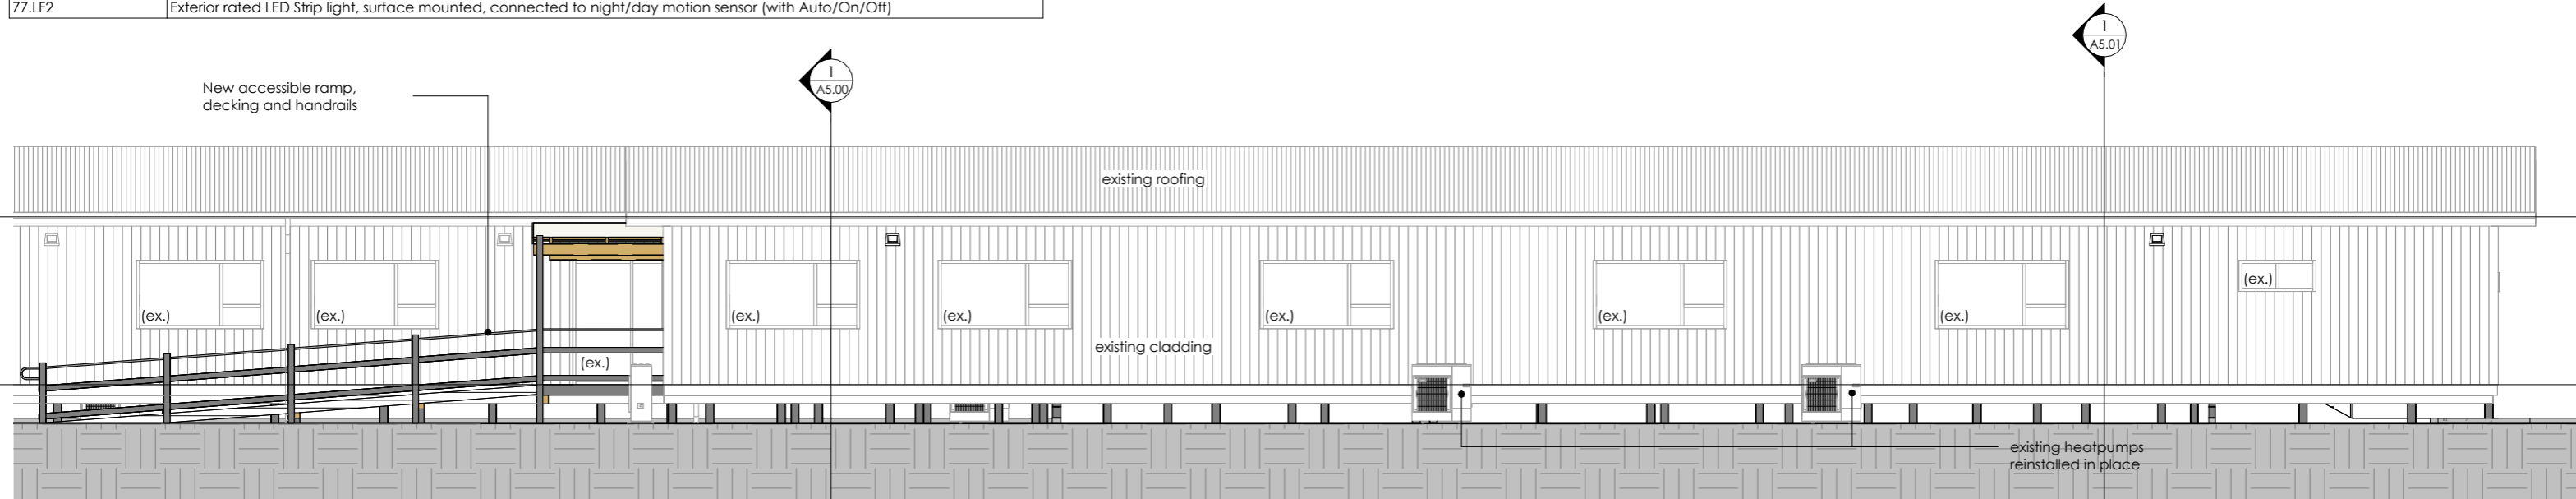 77.LF2 Exterior rated LED Strip light, surface mounted, connected to night/day motion sensor (with Auto/On/Off)
1
A5.01
1
A5.00
New accessible ramp,
decking and handrails
existing roofing
(ex.)
(ex.)
(ex.)
(ex.)
(ex.)
(ex.)
(ex.)
(ex.)
existing cladding
(ex.)
existing heatpumps
reinstalled in place